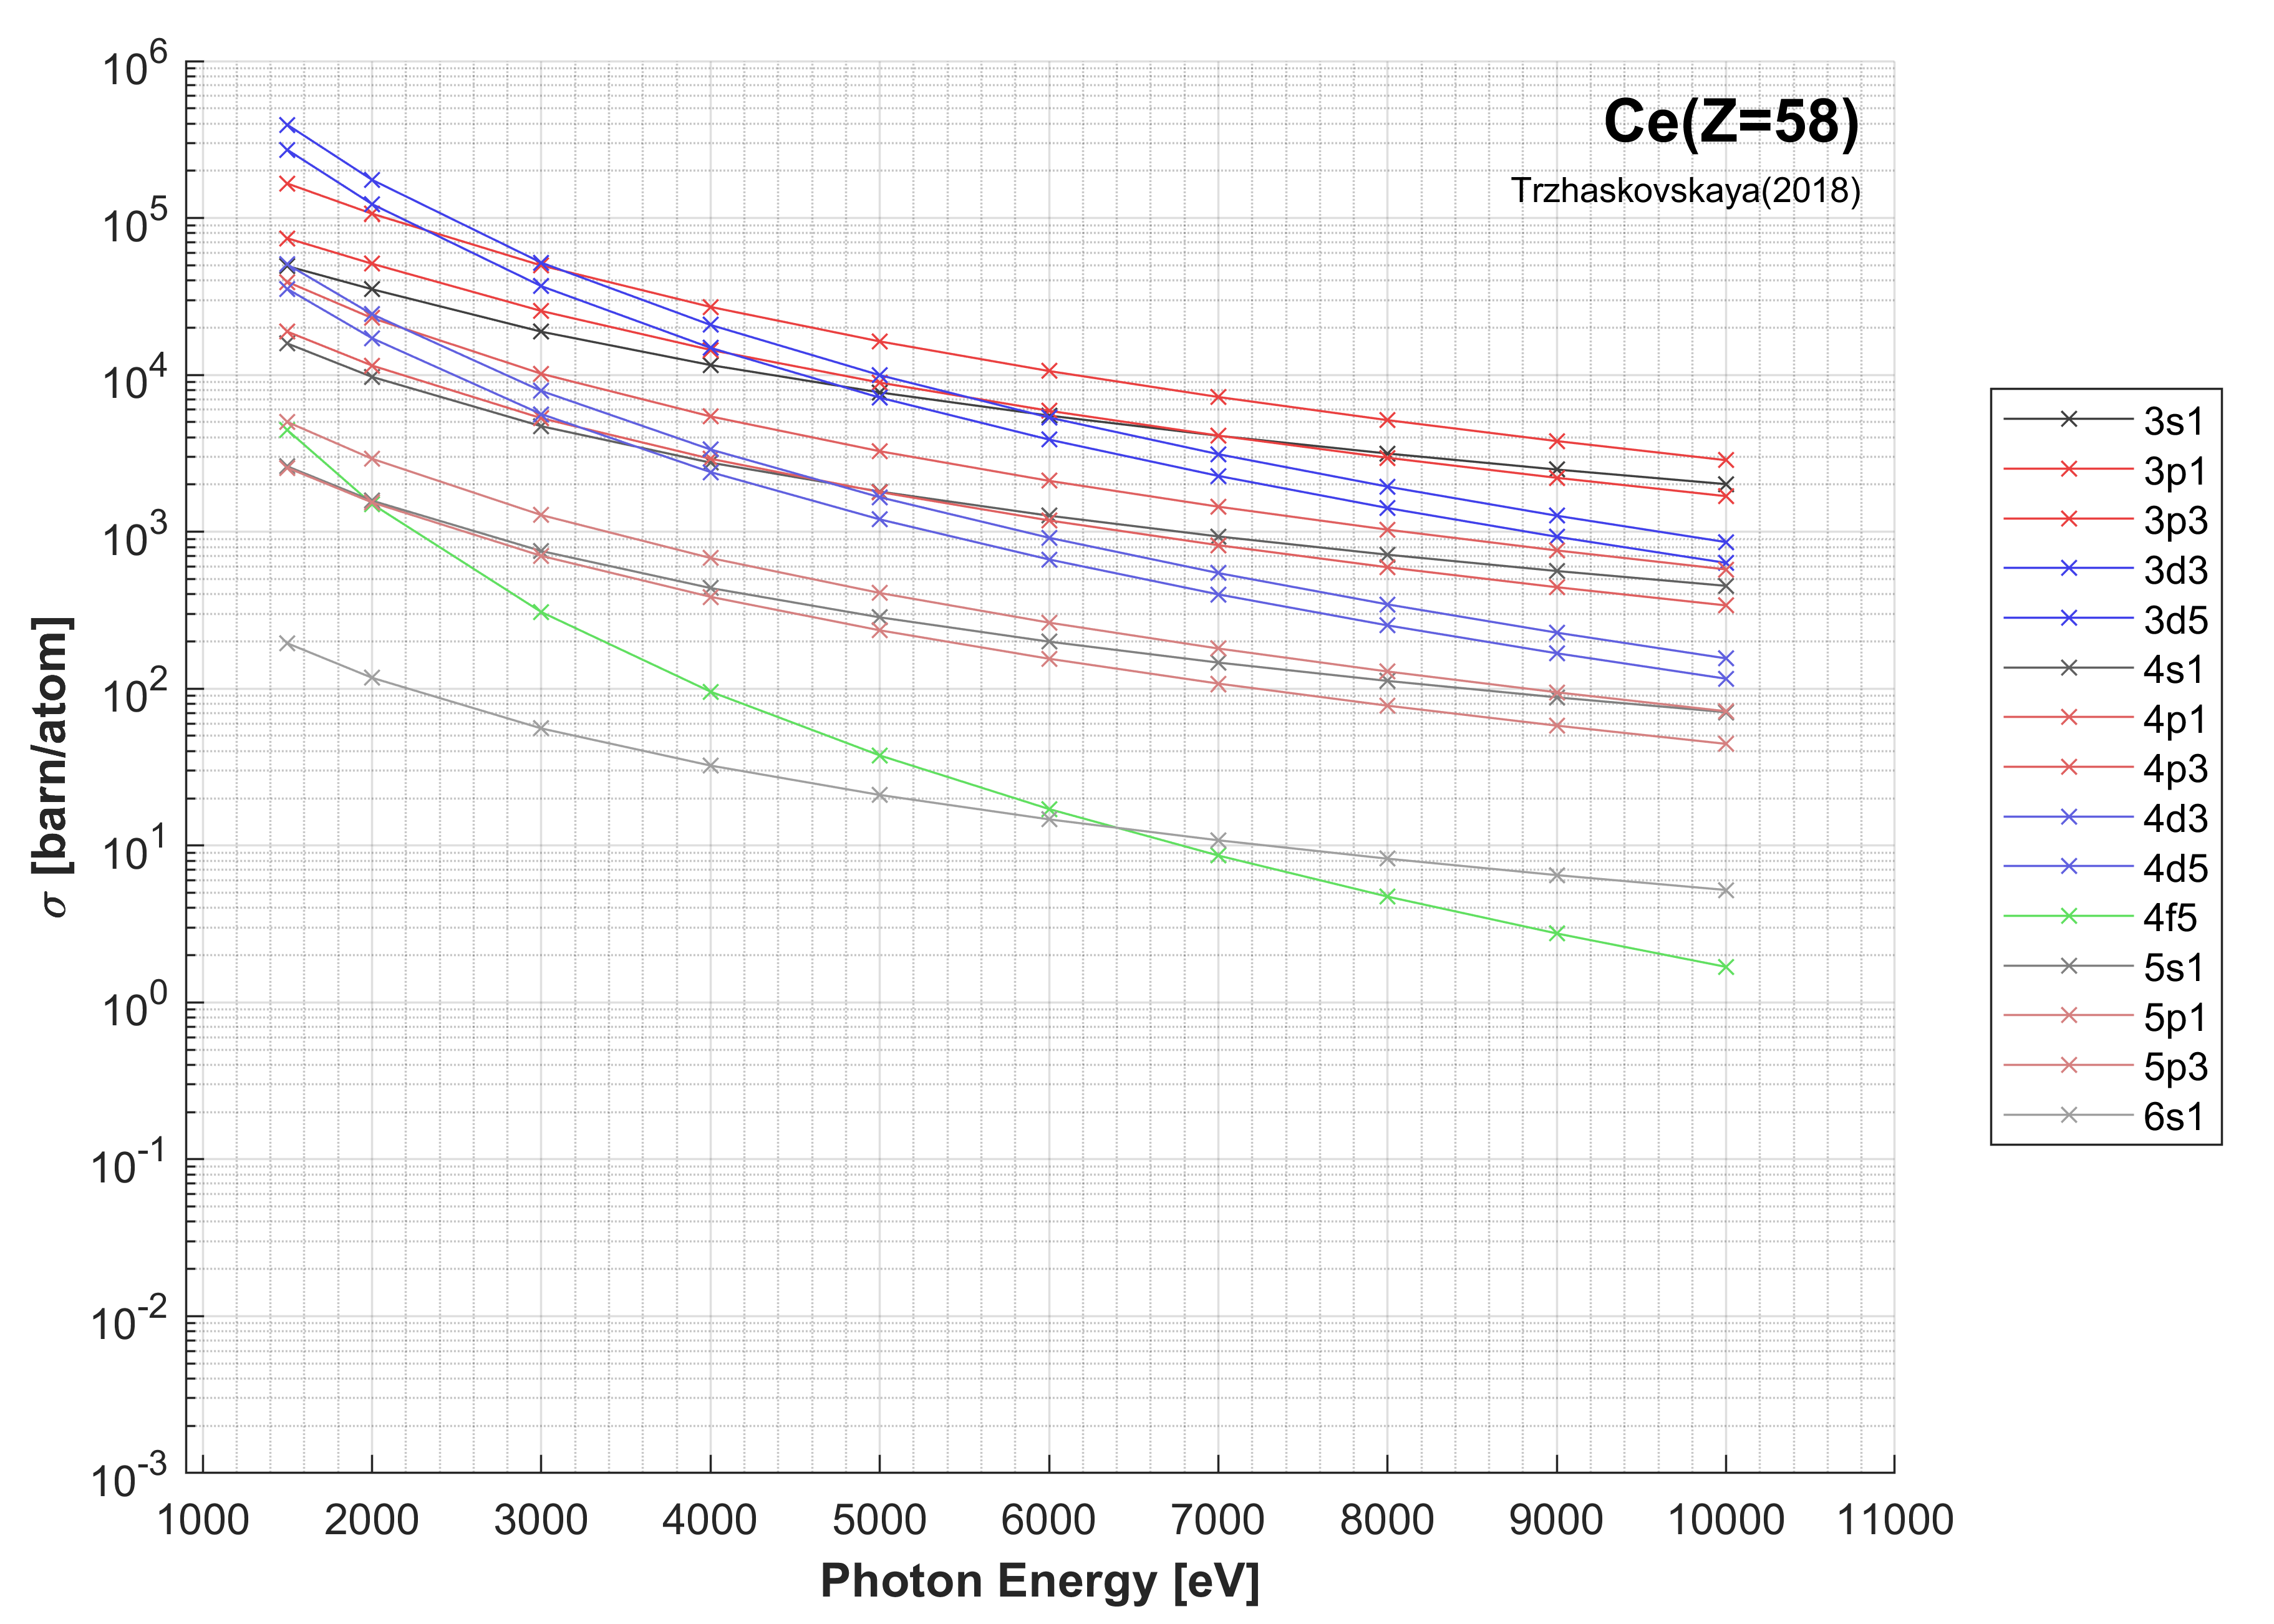 Ce(Z=58)
Trzhaskovskaya(2018)
σ [barn/atom]
10^6
10^5
10^4
10^3
10^2
10^1
10^0
10^-1
10^-2
10^-3
1000 2000 3000 4000 5000 6000 7000 8000 9000 10000 11000
Photon Energy [eV]
3s1
3p1
3p3
3d3
3d5
4s1
4p1
4p3
4d3
4d5
4f5
5s1
5p1
5p3
6s1